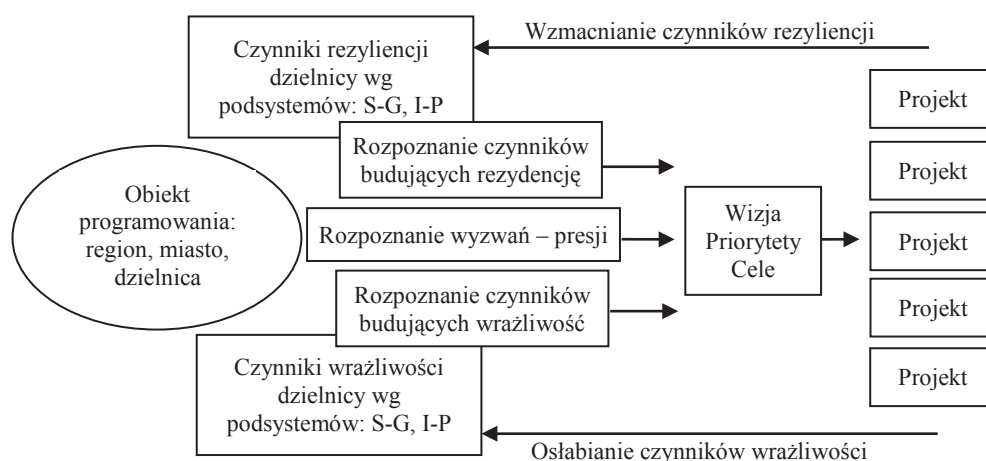 Wzmacnianie czynników rezyliencji
Czynniki rezyliencji
dzielnicy wg
podsystemów: S-G, I-P
Projekt
Rozpoznanie czynników
budujących rezydencję
Projekt
Obiekt
programowania:
region, miasto,
dzielnica
Rozpoznanie wyzwań – presji
Wizja
Priorytety
Cele
Projekt
Rozpoznanie czynników
budujących wrażliwość
Projekt
Czynniki wrażliwości
dzielnicy wg
podsystemów: S-G, I-P
Projekt
Osłabianie czynników wrażliwości